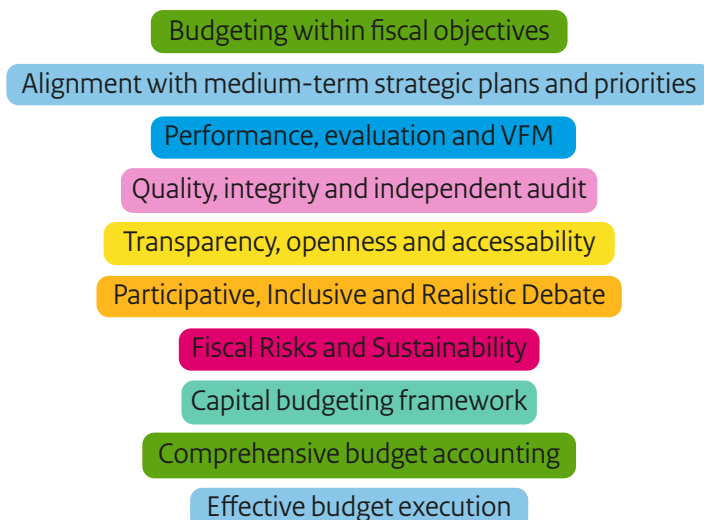 Budgeting within fiscal objectives
Alignment with medium-term strategic plans and priorities
Performance, evaluation and VFM
Quality, integrity and independent audit
Transparency, openness and accessability
Participative, Inclusive and Realistic Debate
Fiscal Risks and Sustainability
Capital budgeting framework
Comprehensive budget accounting
Effective budget execution